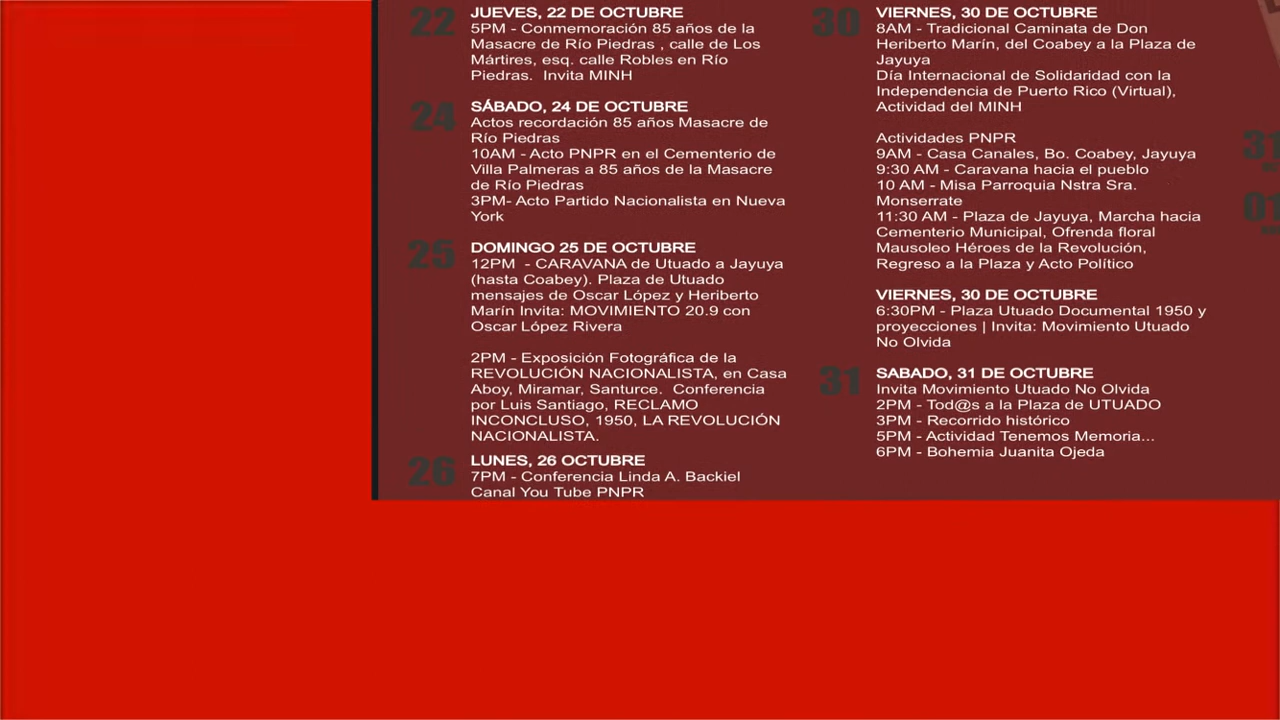 22
JUEVES, 22 DE OCTUBRE
5PM - Conmemoración 85 años de la
Masacre de Río Piedras , calle de Los
Mártires, esq. calle Robles en Río
Piedras.  Invita MINH
24
SÁBADO, 24 DE OCTUBRE
Actos recordación 85 años Masacre de
Río Piedras
10AM - Acto PNPR en el Cementerio de
Villa Palmeras a 85 años de la Masacre
de Río Piedras
3PM- Acto Partido Nacionalista en Nueva
York
25
DOMINGO 25 DE OCTUBRE
12PM  - CARAVANA de Utuado a Jayuya
(hasta Coabey). Plaza de Utuado
mensajes de Oscar López y Heriberto
Marín Invita: MOVIMIENTO 20.9 con
Oscar López Rivera
2PM - Exposición Fotográfica de la
REVOLUCIÓN NACIONALISTA, en Casa
Aboy, Miramar, Santurce.  Conferencia
por Luis Santiago, RECLAMO
INCONCLUSO, 1950, LA REVOLUCIÓN
NACIONALISTA.
26
LUNES, 26 OCTUBRE
7PM - Conferencia Linda A. Backiel
Canal You Tube PNPR
30
VIERNES, 30 DE OCTUBRE
8AM - Tradicional Caminata de Don
Heriberto Marín, del Coabey a la Plaza de
Jayuya
Día Internacional de Solidaridad con la
Independencia de Puerto Rico (Virtual),
Actividad del MINH
Actividades PNPR
9AM - Casa Canales, Bo. Coabey, Jayuya
9:30 AM - Caravana hacia el pueblo
10 AM - Misa Parroquia Nstra Sra.
Monserrate
11:30 AM - Plaza de Jayuya, Marcha hacia
Cementerio Municipal, Ofrenda floral
Mausoleo Héroes de la Revolución,
Regreso a la Plaza y Acto Político
VIERNES, 30 DE OCTUBRE
6:30PM - Plaza Utuado Documental 1950 y
proyecciones | Invita: Movimiento Utuado
No Olvida
31
SABADO, 31 DE OCTUBRE
Invita Movimiento Utuado No Olvida
2PM - Tod@s a la Plaza de UTUADO
3PM - Recorrido histórico
5PM - Actividad Tenemos Memoria...
6PM - Bohemia Juanita Ojeda
31
01